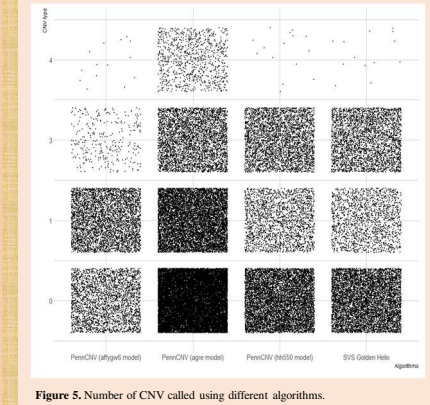 CNV type
4
3
1
0
PennCNV (affygw6 model) PennCNV (agre model) PennCNV (hh550 model) SVS Golden Helix
Algorithms
Figure 5. Number of CNV called using different algorithms.